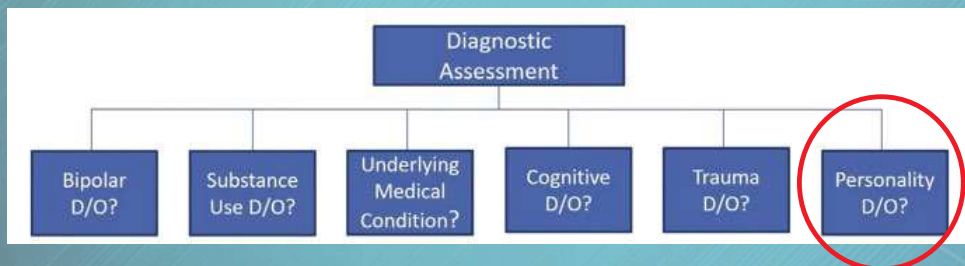 Diagnostic
Assessment
Bipolar
D/O?
Substance
Use D/O?
Underlying
Medical
Condition?
Cognitive
D/O?
Trauma
D/O?
Personality
D/O?